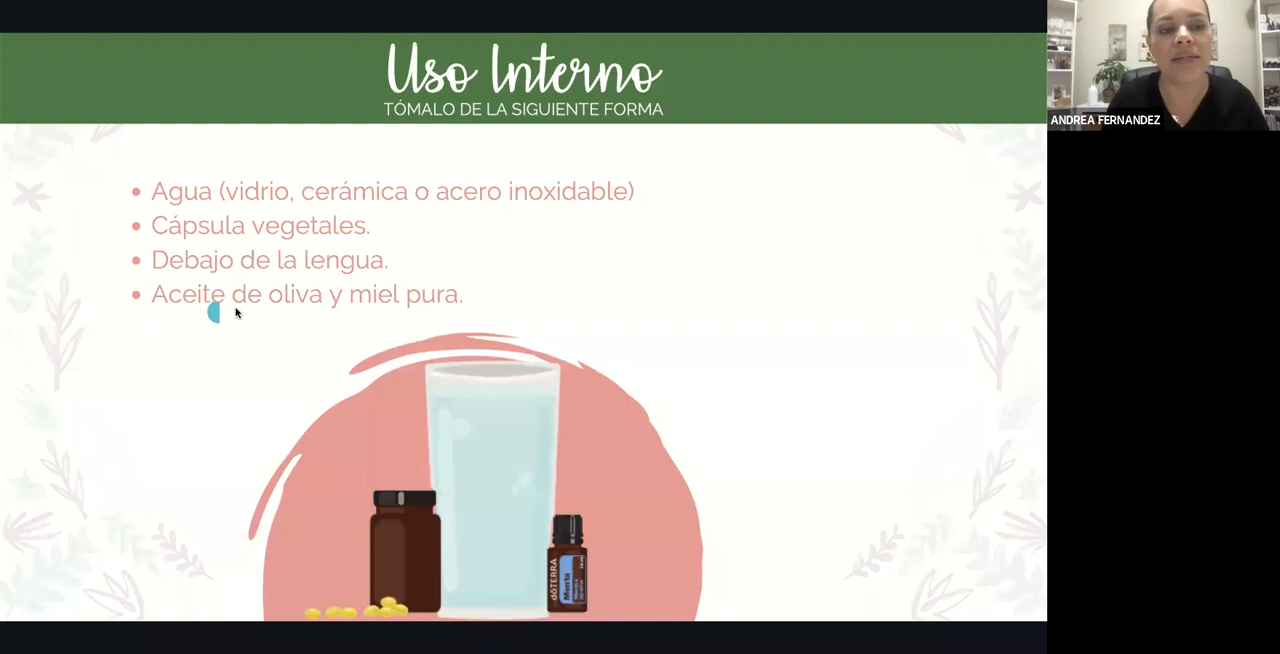 Uso Interno
TÓMALO DE LA SIGUIENTE FORMA
ANDREA FERNANDEZ
• Agua (vidrio, cerámica o acero inoxidable)
• Cápsula vegetales.
• Debajo de la lengua.
• Aceite de oliva y miel pura.
dōTERRA
Menta